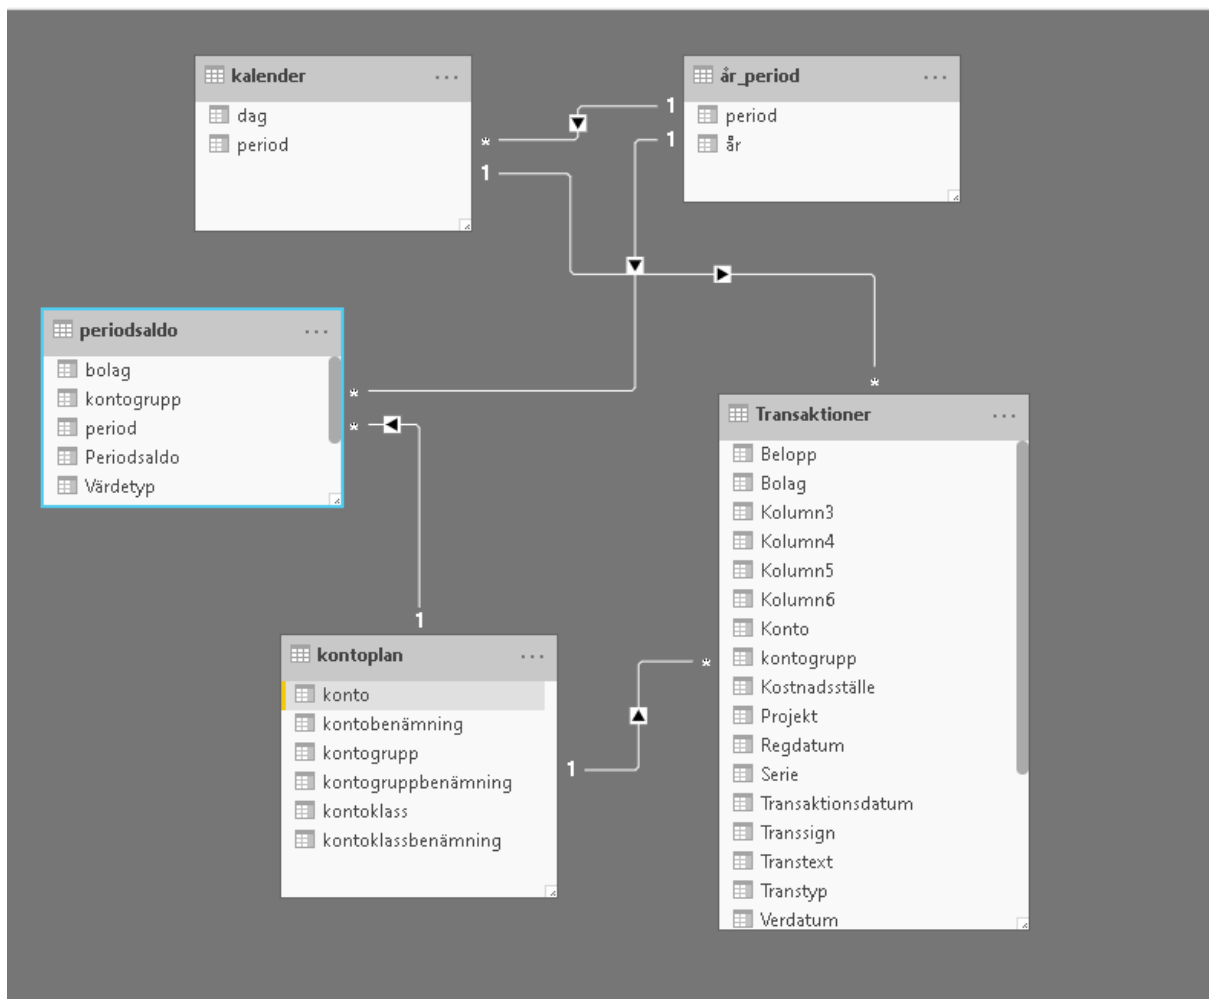 kalender
dag
period
år_period
period
år
1
*
1
1
periodsaldo
bolag
kontogrupp
period
Periodsaldo
Värdetyp
*
*
*
Transaktioner
Belopp
Bolag
Kolumn3
Kolumn4
Kolumn5
Kolumn6
Konto
kontogrupp
Kostnadsställe
Projekt
Regdatum
Serie
Transaktionsdatum
Transsign
Transtext
Transtyp
Verdatum
1
kontoplan
konto
kontobenämning
kontogrupp
kontogruppbenämning
kontoklass
kontoklassbenämning
*
1